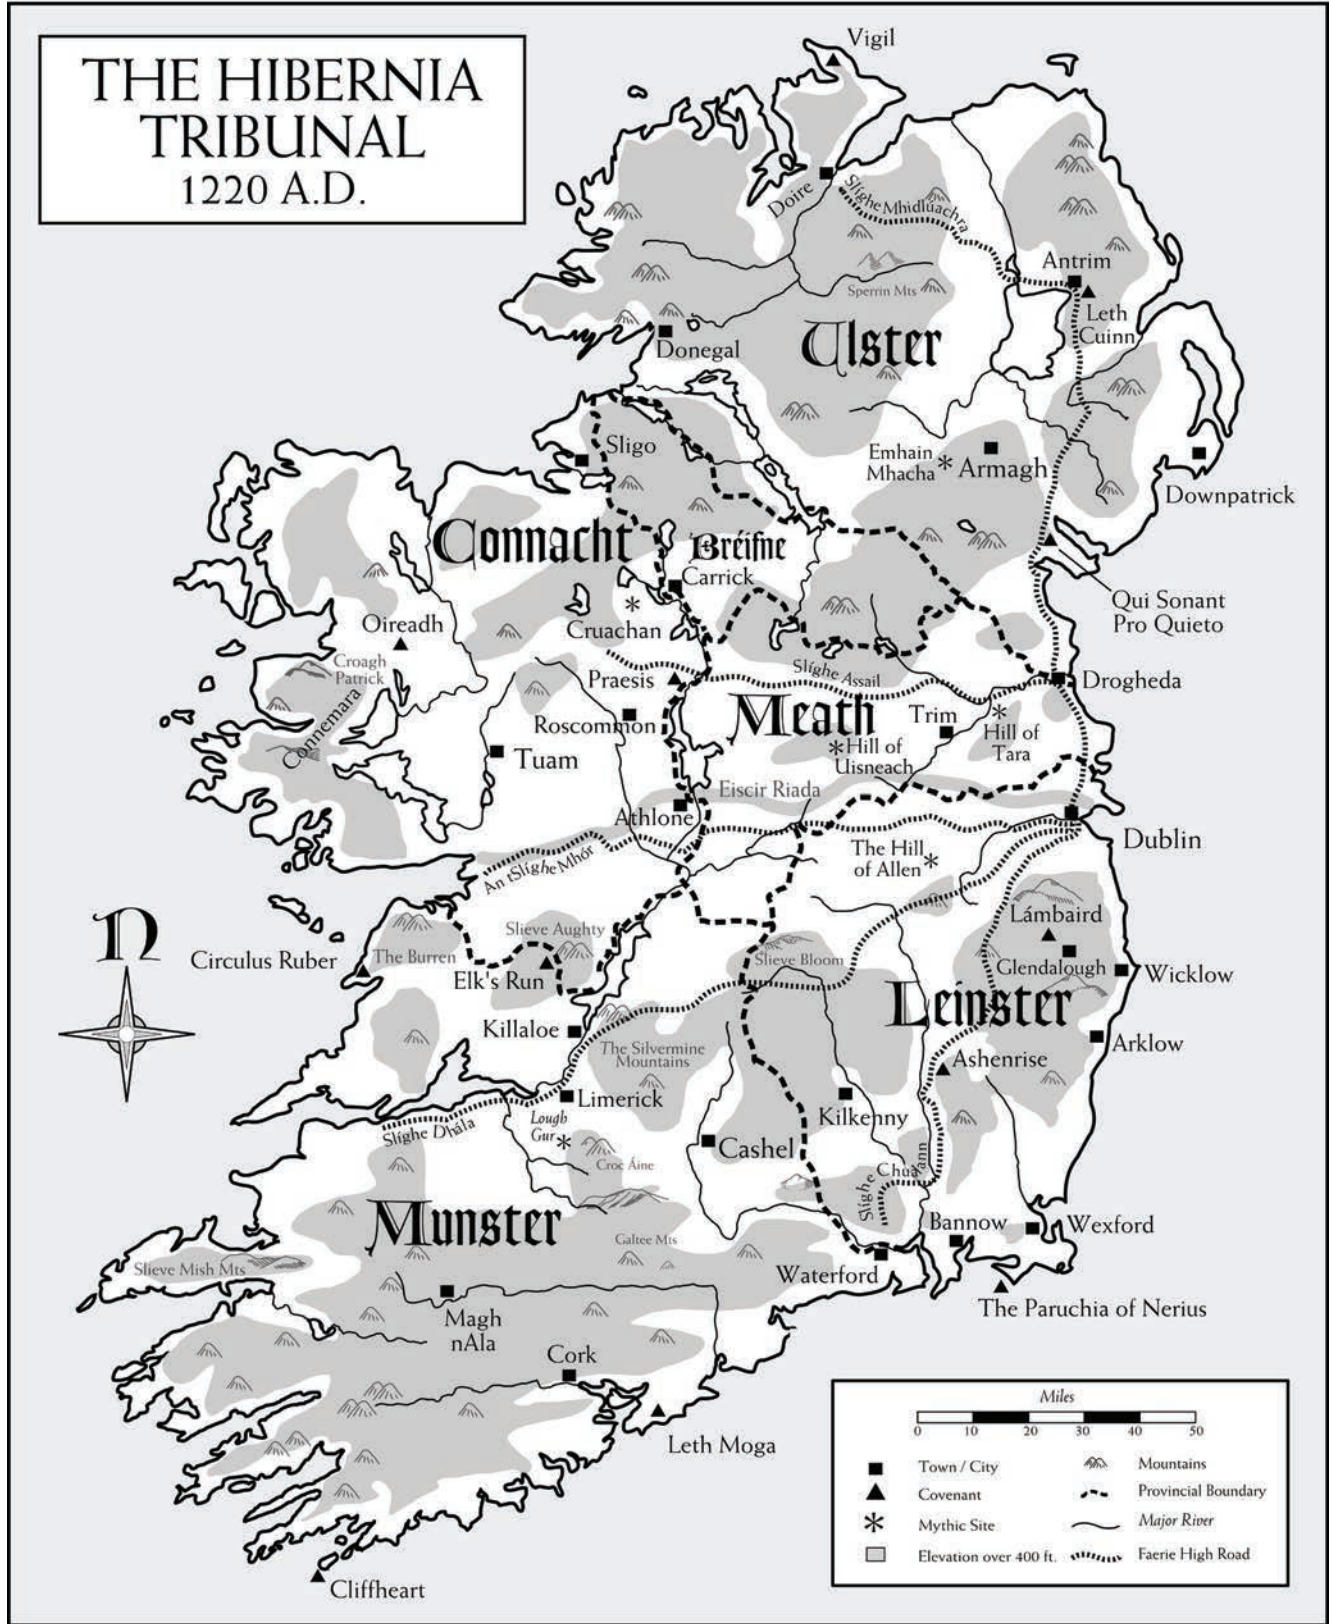 THE HIBERNIA
TRIBUNAL
1220 A.D.
Vigil
Doire
Slíghe Mhidluachra
Antrim
Sperrin Mts
Leth
Cuinn
Ulster
Donegal
Sligo
Emhain
Mhacha
Armagh
Downpatrick
Connacht
Bréifne
Carrick
Qui Sonant
Pro Quieto
Oireadh
Cruachan
Croagh
Patrick
Praesis
Slíghe Assail
Drogheda
Connemara
Roscommon
Meath
Trim
Hill of
Tara
Hill of
Uisneach
Tuam
Eiscir Riada
Athlone
Dublin
An tSlíghe Mhór
The Hill
of Allen
N
Lámbaird
Slieve Aughty
Circulus Ruber
The Burren
Slieve Bloom
Glendalough
Wicklow
Elk's Run
Leinster
Killaloe
The Silvermine
Mountains
Arklow
Ashenrise
Limerick
Kilkenny
Slíghe Dhála
Lough
Gur
Cashel
Croc Áine
Slíghe Chualann
Munster
Bannow
Wexford
Galtee Mts
Slieve Mish Mts
Waterford
The Paruchia of Nerius
Magh
nAla
Cork
Leth Moga
Cliffheart
Miles
0 10 20 30 40 50
Town / City
Mountains
Covenant
Provincial Boundary
Mythic Site
Major River
Elevation over 400 ft.
Faerie High Road